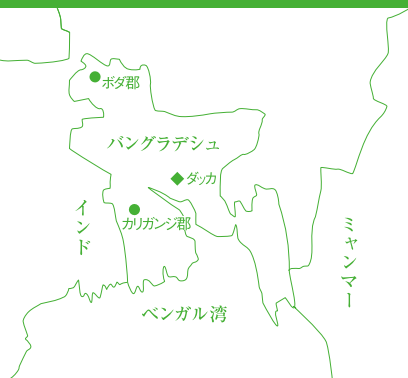 ボダ郡
バングラデシュ
ダッカ
インド
カリガンジ郡
ミャンマー
ベンガル湾